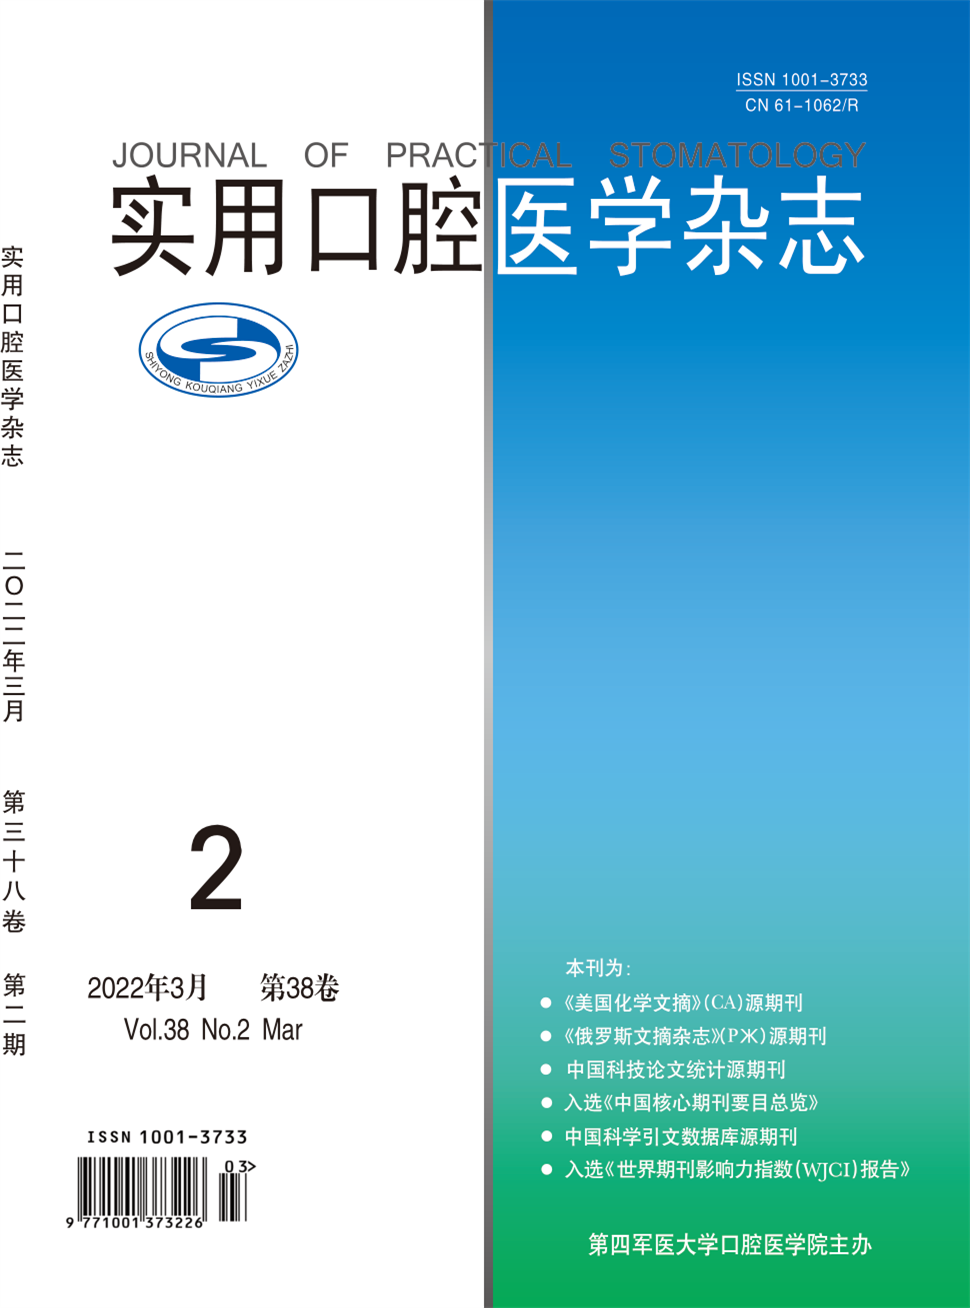 ISSN 1001-3733
CN 61-1062/R
JOURNAL OF PRACTICAL STOMATOLOGY
实用口腔医学杂志
SHIYONG KOUQIANG YIXUE ZAZHI
实用口腔医学杂志
二〇二二年三月
第三十八卷
第二期
2
2022年3月 第38卷
Vol.38 No.2 Mar
本刊为:
● 《美国化学文摘》(CA)源期刊
● 《俄罗斯文摘杂志》(РЖ)源期刊
● 中国科技论文统计源期刊
● 入选《中国核心期刊要目总览》
● 中国科学引文数据库源期刊
● 入选《世界期刊影响力指数(WJCI)报告》
第四军医大学口腔医学院主办
ISSN 1001-3733
03>
9 771001 373226